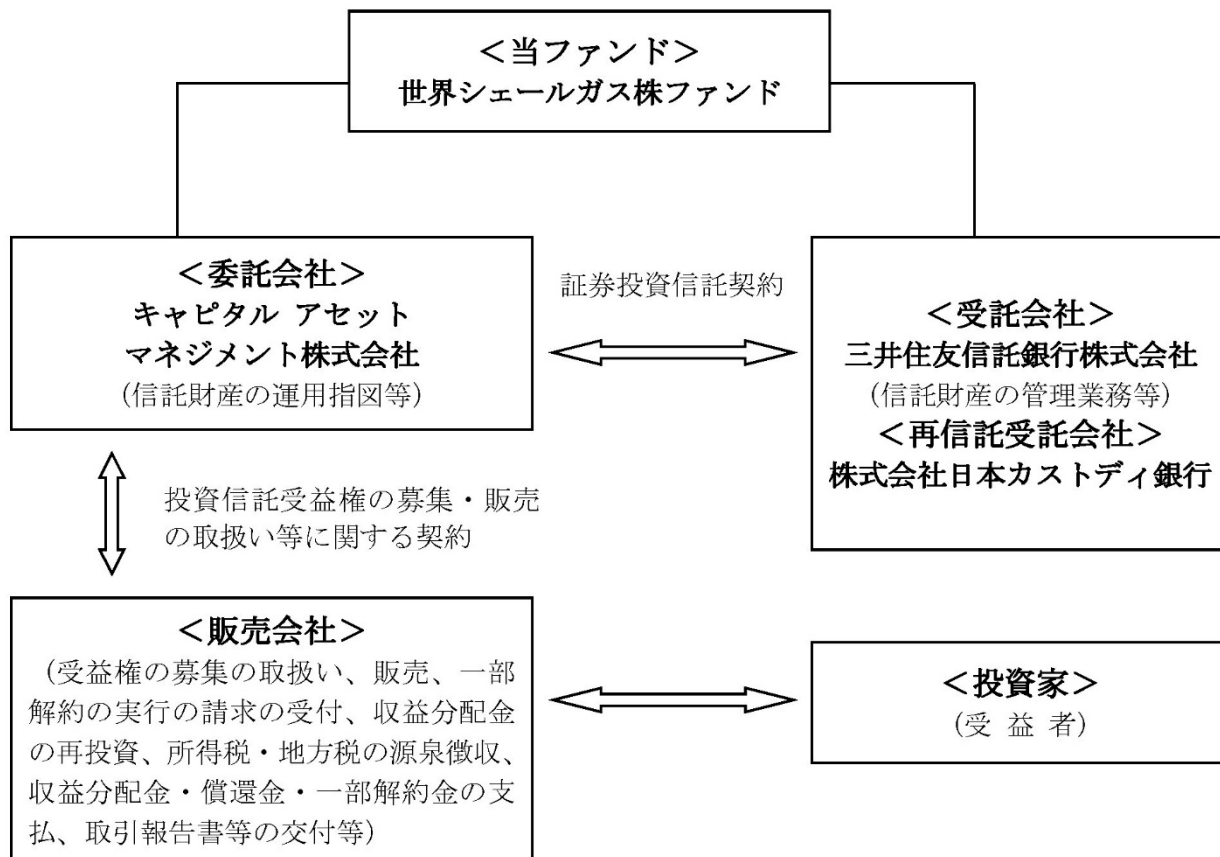 ＜当ファンド＞
世界シェールガス株ファンド
＜委託会社＞
キャピタル アセット
マネジメント株式会社
(信託財産の運用指図等)
証券投資信託契約
＜受託会社＞
三井住友信託銀行株式会社
(信託財産の管理業務等)
＜再信託受託会社＞
株式会社日本カストディ銀行
投資信託受益権の募集・販売
の取扱い等に関する契約
＜販売会社＞
（受益権の募集の取扱い、販売、一部
解約の実行の請求の受付、収益分配金
の再投資、所得税・地方税の源泉徴収、
収益分配金・償還金・一部解約金の支
払、取引報告書等の交付等）
＜投資家＞
(受 益 者)